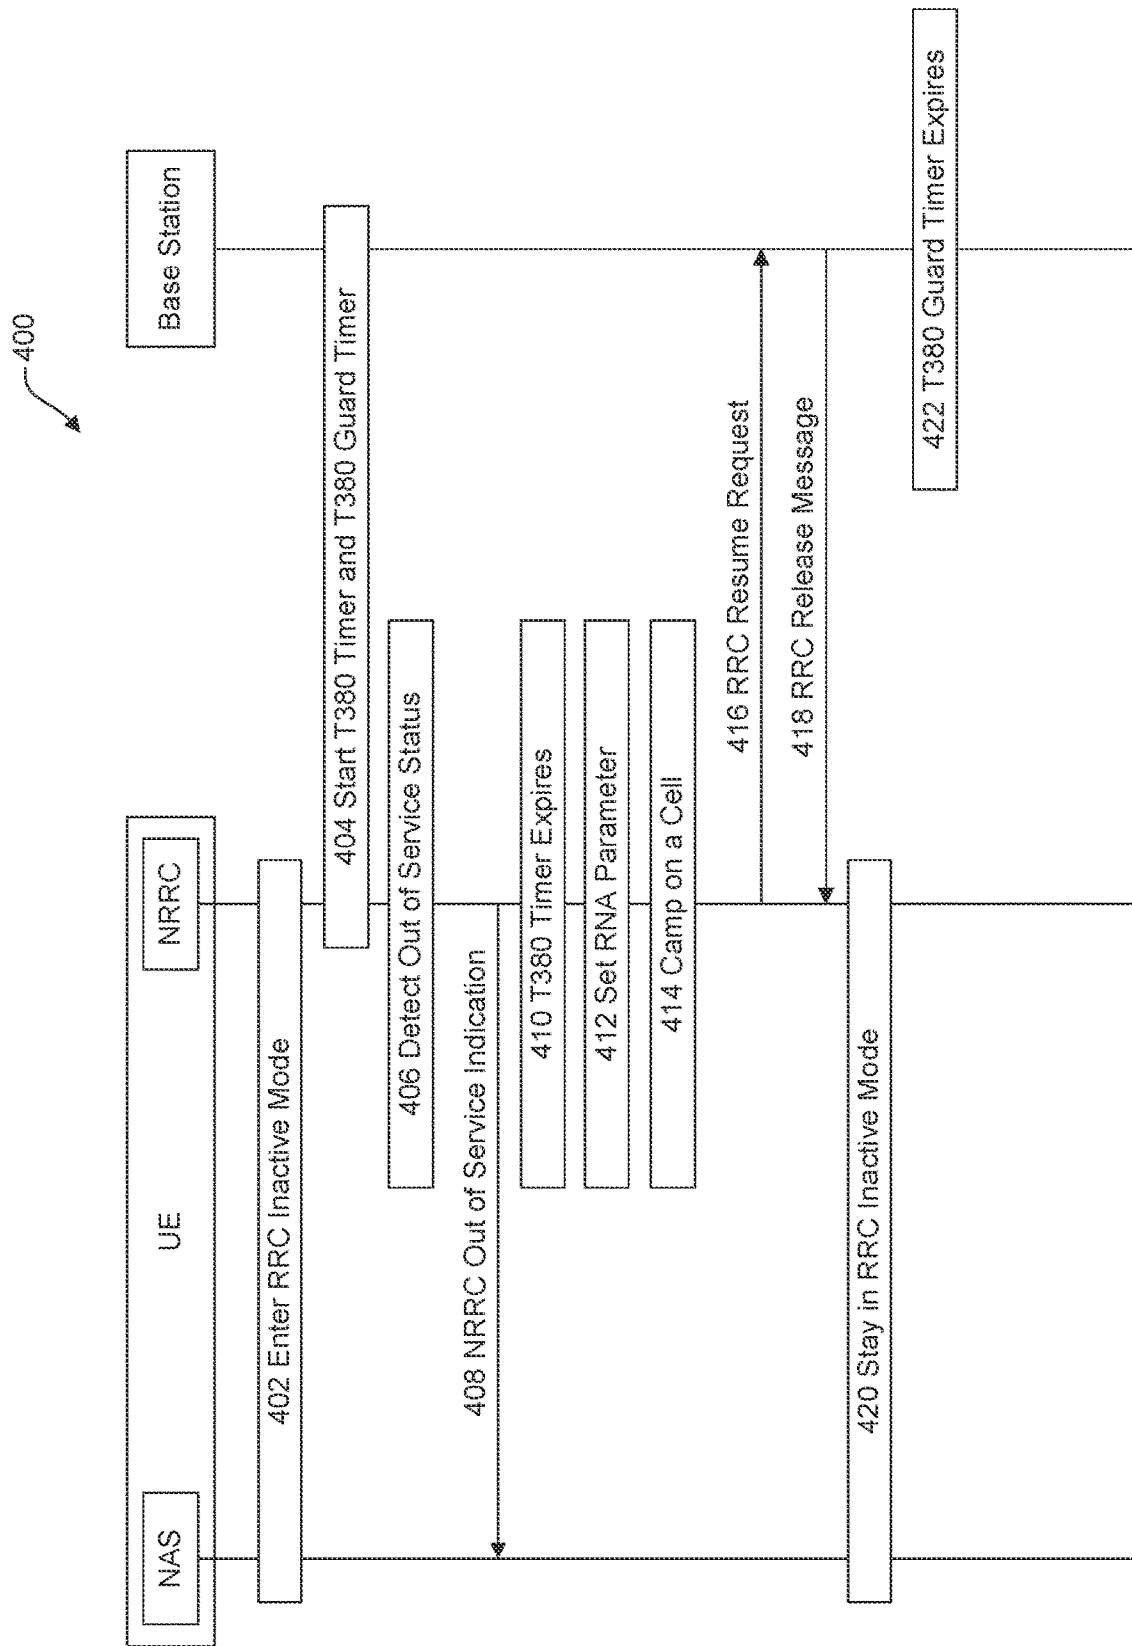 400
UE
Base Station
NAS
NRRC
402 Enter RRC Inactive Mode
404 Start T380 Timer and T380 Guard Timer
406 Detect Out of Service Status
408 NRRC Out of Service Indication
410 T380 Timer Expires
412 Set RNA Parameter
414 Camp on a Cell
416 RRC Resume Request
418 RRC Release Message
420 Stay in RRC Inactive Mode
422 T380 Guard Timer Expires